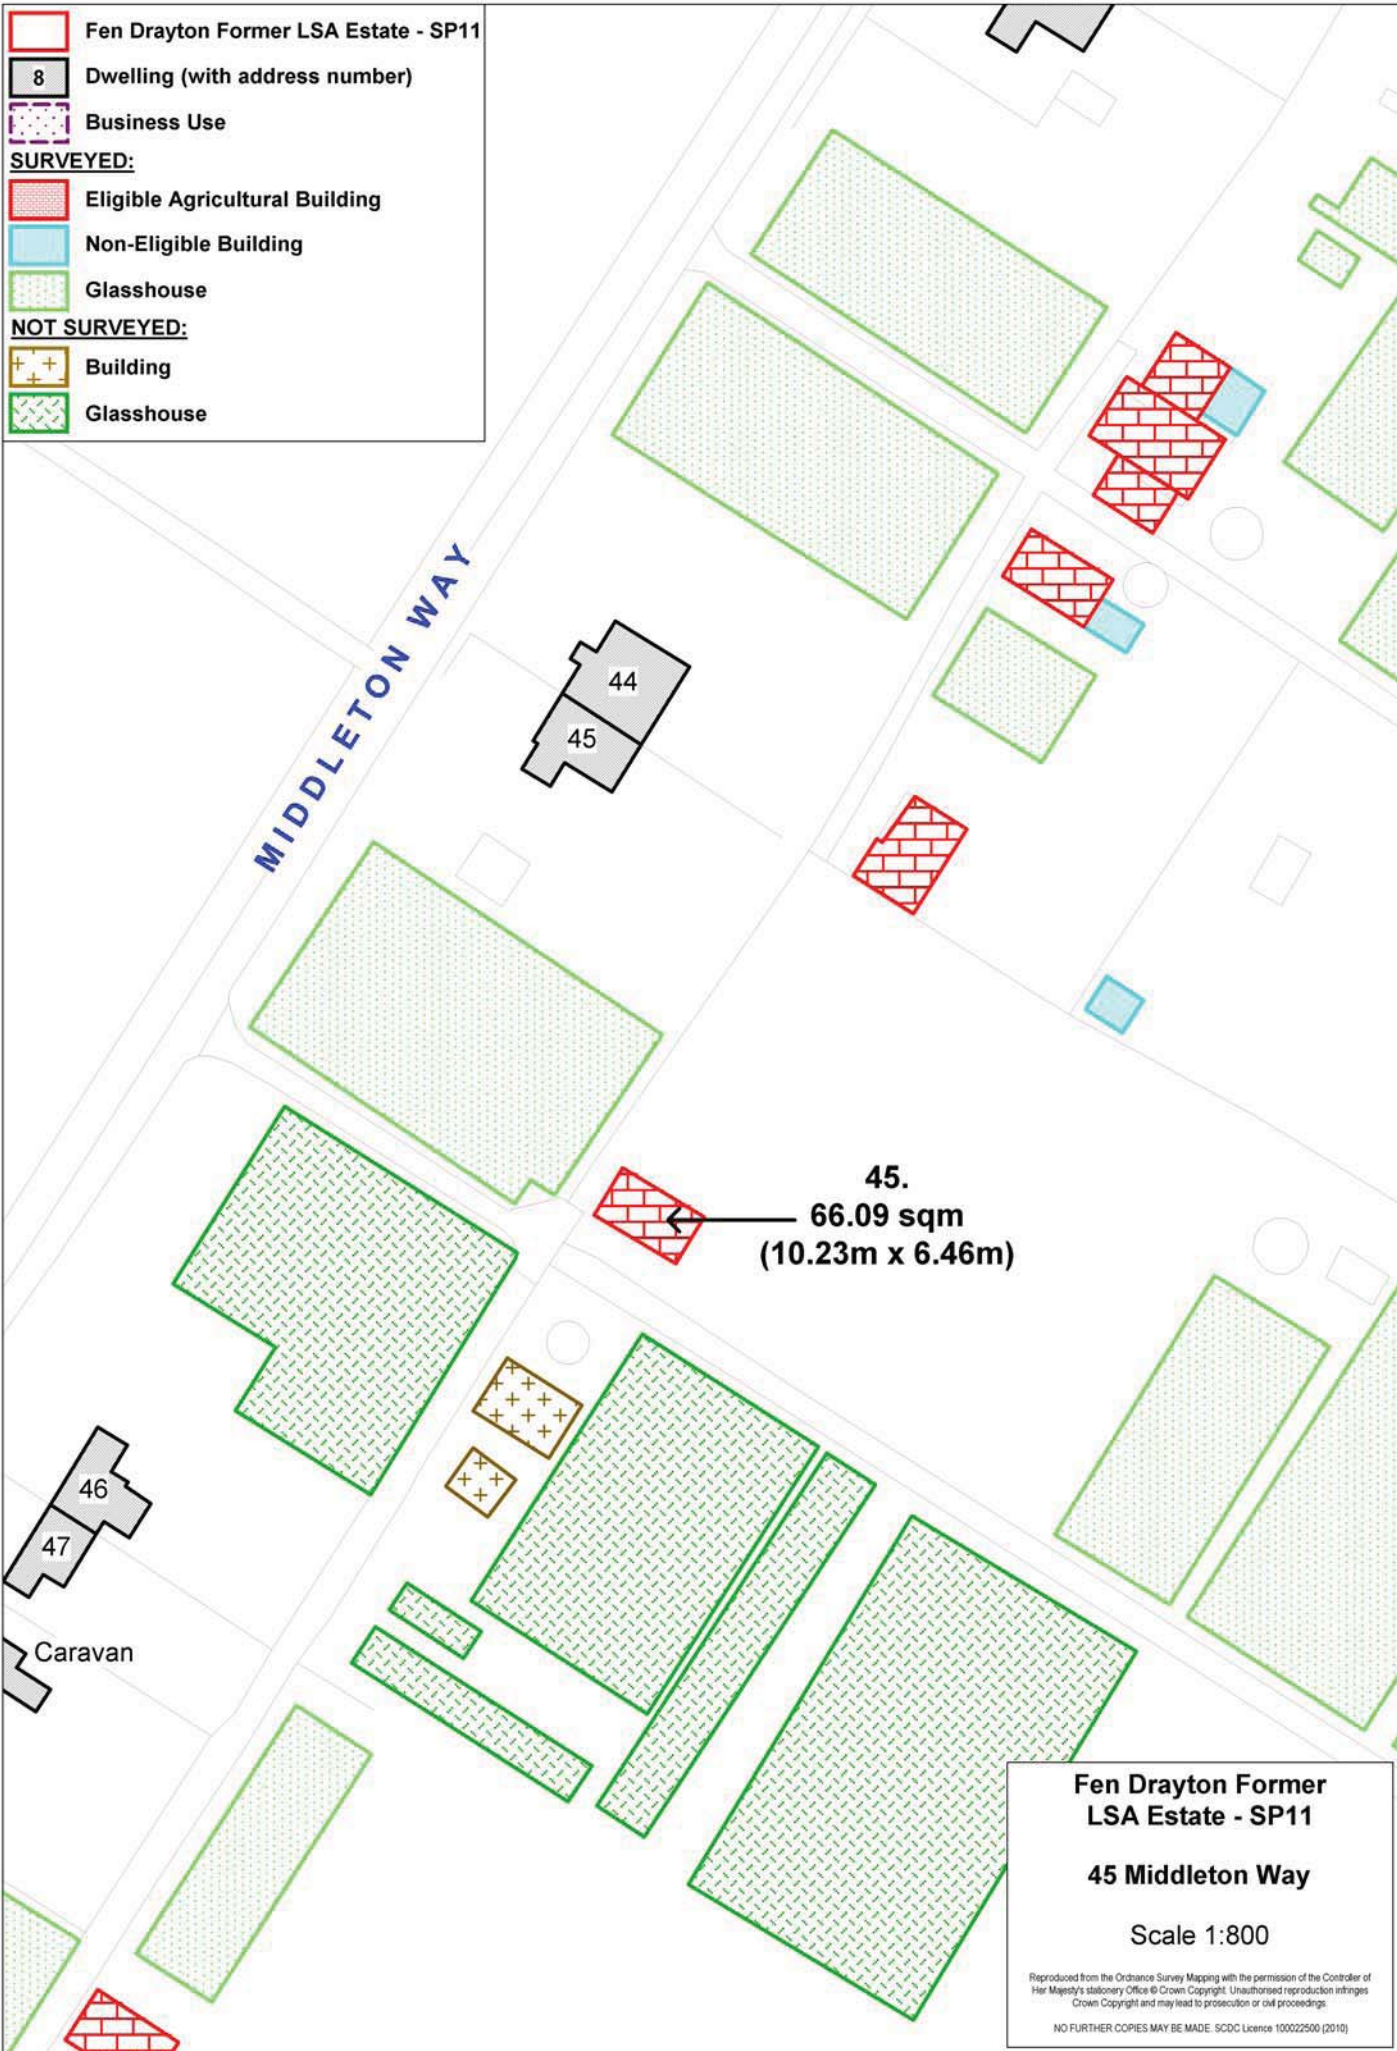 Fen Drayton Former LSA Estate - SP11
8 Dwelling (with address number)
Business Use
SURVEYED:
Eligible Agricultural Building
Non-Eligible Building
Glasshouse
NOT SURVEYED:
Building
Glasshouse
MIDDLETON WAY
44
45
45.
66.09 sqm
(10.23m x 6.46m)
46
47
Caravan
Fen Drayton Former
LSA Estate - SP11
45 Middleton Way
Scale 1:800
Reproduced from the Ordnance Survey Mapping with the permission of the Controller of
Her Majesty's stationery Office © Crown Copyright. Unauthorised reproduction infringes
Crown Copyright and may lead to prosecution or civil proceedings.
NO FURTHER COPIES MAY BE MADE. SCDC Licence 100022500 (2010)